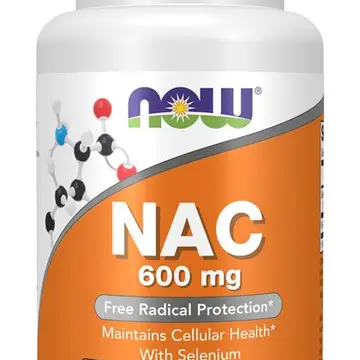 now®
NAC
600 mg
Free Radical Protection*
Maintains Cellular Health*
With Selenium